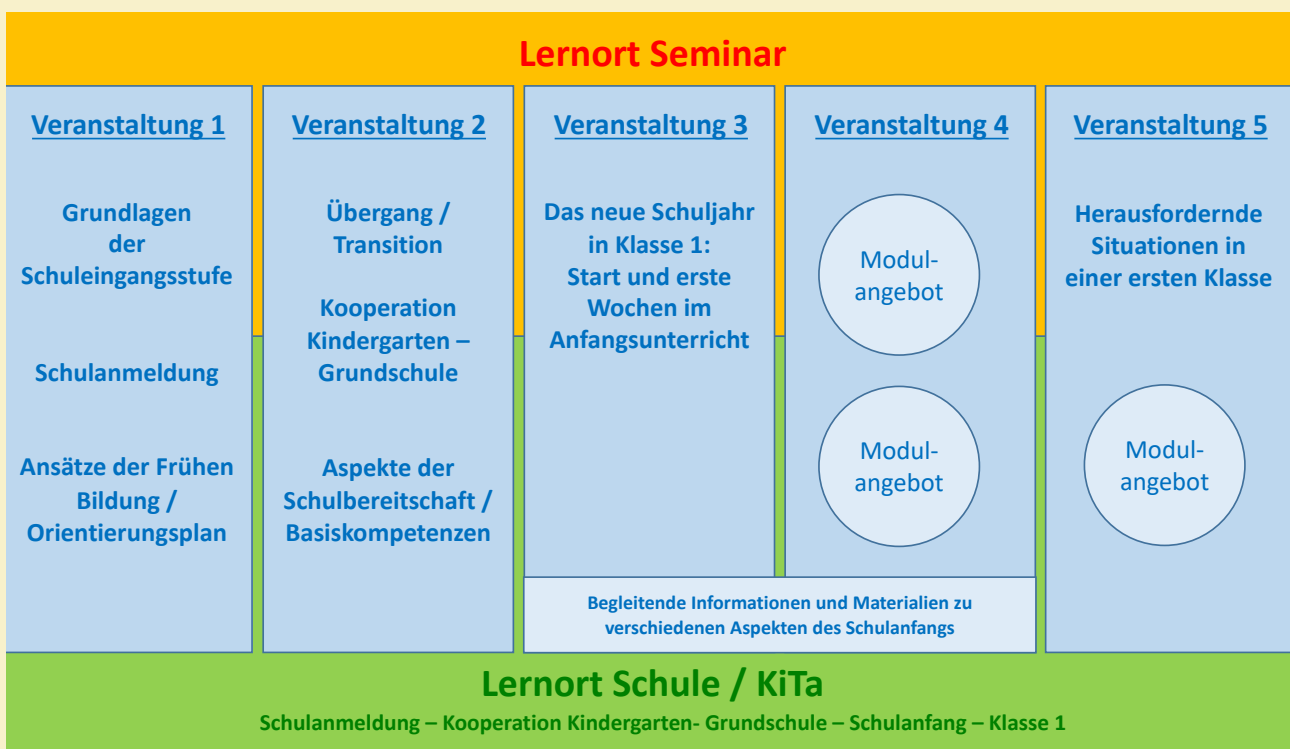 Lernort Seminar
Veranstaltung 1
Grundlagen
der
Schuleingangsstufe
Schulanmeldung
Ansätze der Frühen
Bildung /
Orientierungsplan
Veranstaltung 2
Übergang /
Transition
Kooperation
Kindergarten –
Grundschule
Aspekte der
Schulbereitschaft /
Basiskompetenzen
Veranstaltung 3
Das neue Schuljahr
in Klasse 1:
Start und erste
Wochen im
Anfangsunterricht
Veranstaltung 4
Modul-
angebot
Modul-
angebot
Begleitende Informationen und Materialien zu
verschiedenen Aspekten des Schulanfangs
Veranstaltung 5
Herausfordernde
Situationen in
einer ersten Klasse
Modul-
angebot
Lernort Schule / KiTa
Schulanmeldung – Kooperation Kindergarten- Grundschule – Schulanfang – Klasse 1